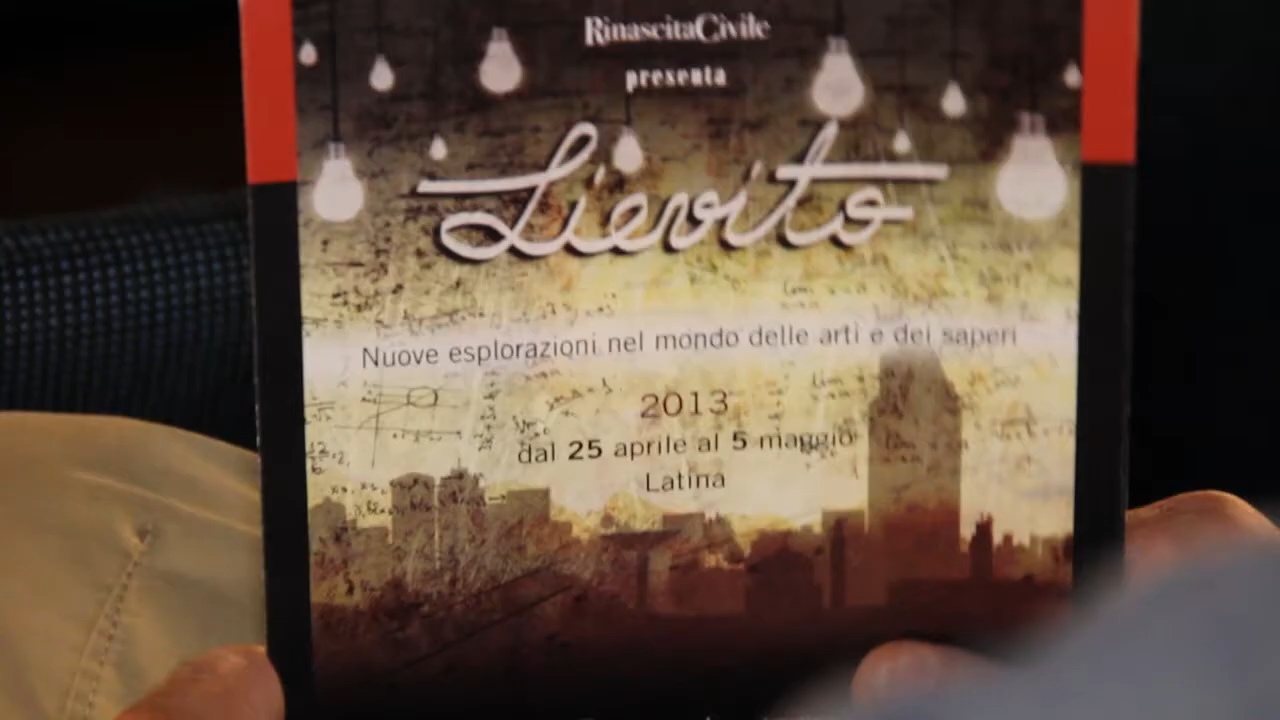 RinascitaCivile
presenta
Lievito
Nuove esplorazioni nel mondo delle arti e dei saperi
2013
dal 25 aprile al 5 maggio
Latina